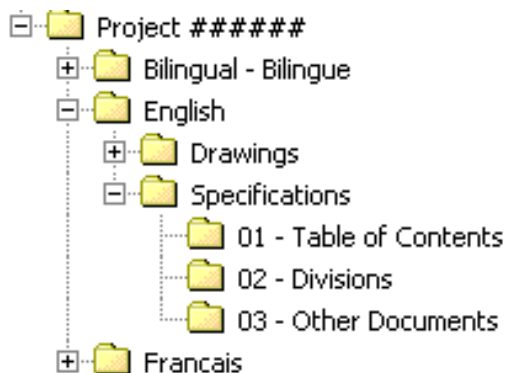 Project ######
Bilingual - Bilingue
English
Drawings
Specifications
01 - Table of Contents
02 - Divisions
03 - Other Documents
Francais